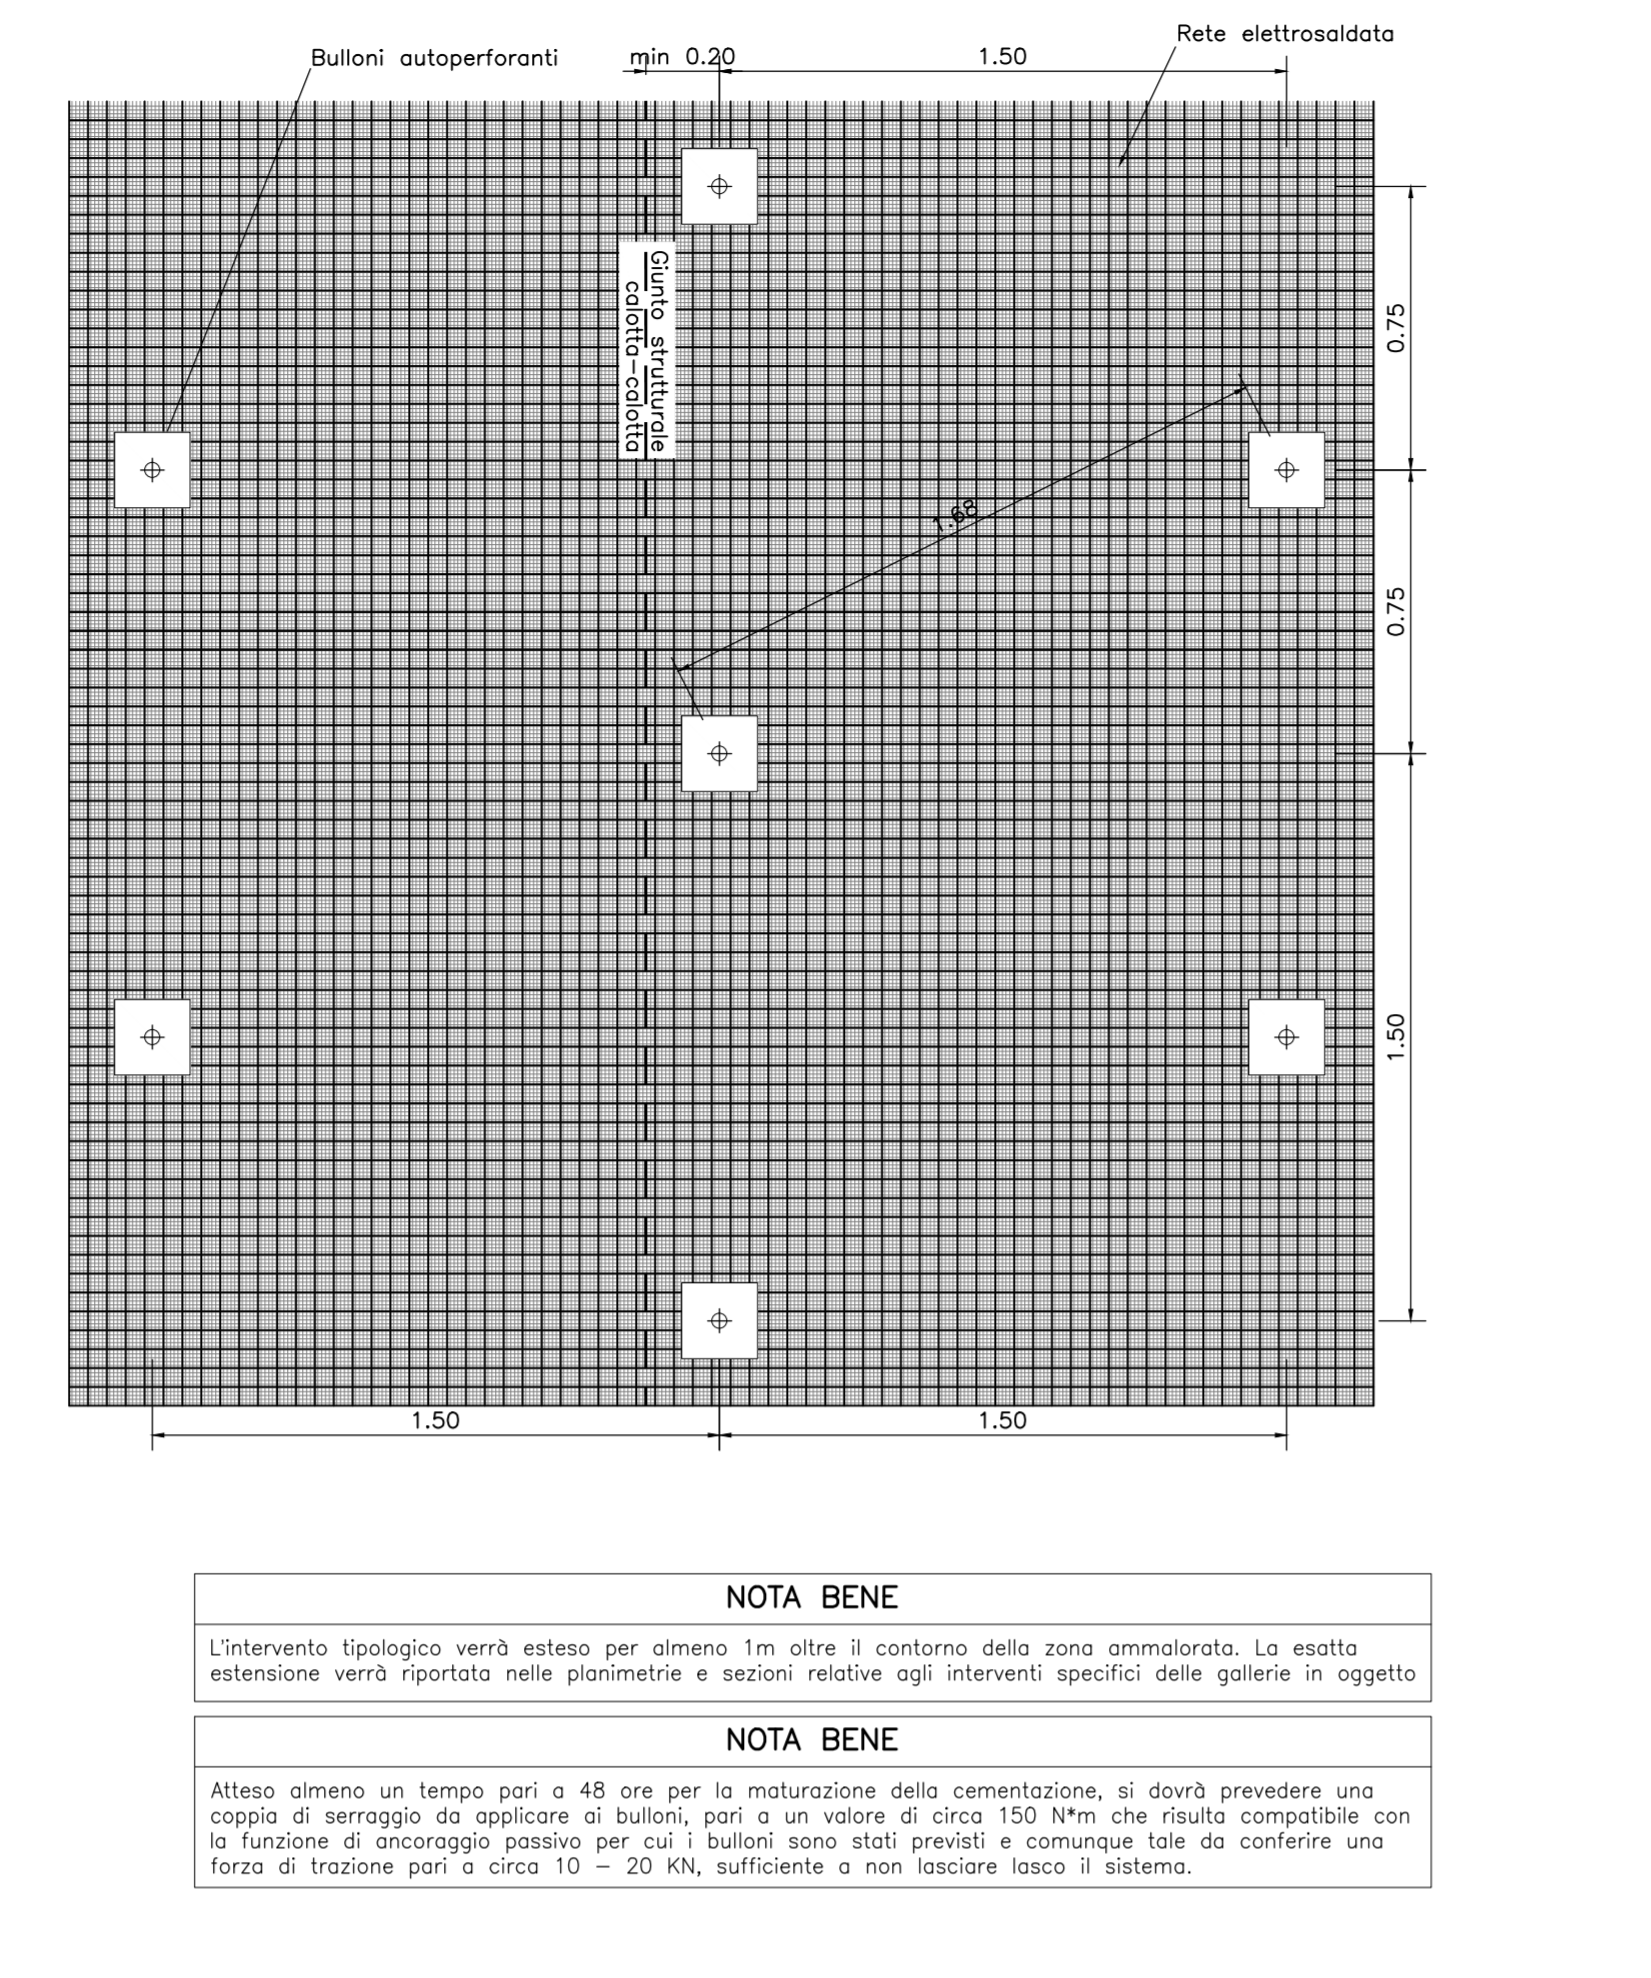 Rete elettrosaldata
Bulloni autoperforanti
min 0.20
1.50
Giunto strutturale
calotta-calotta
0.75
1.68
0.75
1.50
1.50
1.50
NOTA BENE
L'intervento tipologico verrà esteso per almeno 1m oltre il contorno della zona ammalorata. La esatta
estensione verrà riportata nelle planimetrie e sezioni relative agli interventi specifici delle gallerie in oggetto
NOTA BENE
Atteso almeno un tempo pari a 48 ore per la maturazione della cementazione, si dovrà prevedere una
coppia di serraggio da applicare ai bulloni, pari a un valore di circa 150 N*m che risulta compatibile con
la funzione di ancoraggio passivo per cui i bulloni sono stati previsti e comunque tale da conferire una
forza di trazione pari a circa 10 – 20 KN, sufficiente a non lasciare lasco il sistema.